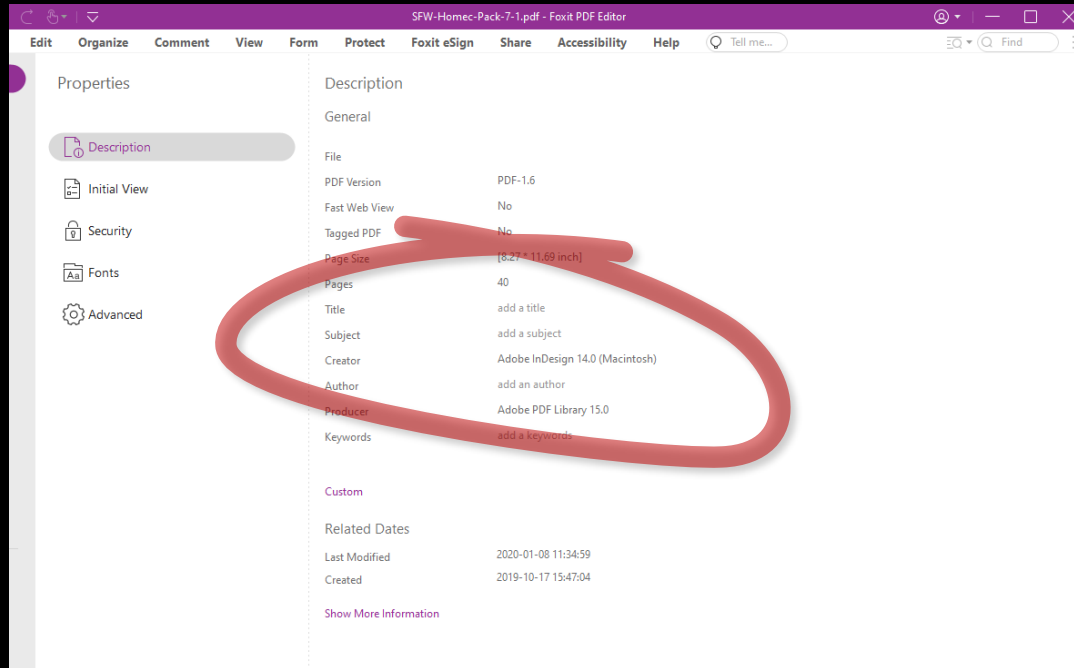 SFW-Homec-Pack-7-1.pdf - Foxit PDF Editor
Edit Organize Comment View Form Protect Foxit eSign Share Accessibility Help Tell me... Find
Properties
Description
Initial View
Security
Fonts
Advanced
Description
General
File
PDF Version PDF-1.6
Fast Web View No
Tagged PDF No
Page Size [8.27 * 11.69 inch]
Pages 40
Title add a title
Subject add a subject
Creator Adobe InDesign 14.0 (Macintosh)
Author add an author
Producer Adobe PDF Library 15.0
Keywords add a keywords
Custom
Related Dates
Last Modified 2020-01-08 11:34:59
Created 2019-10-17 15:47:04
Show More Information